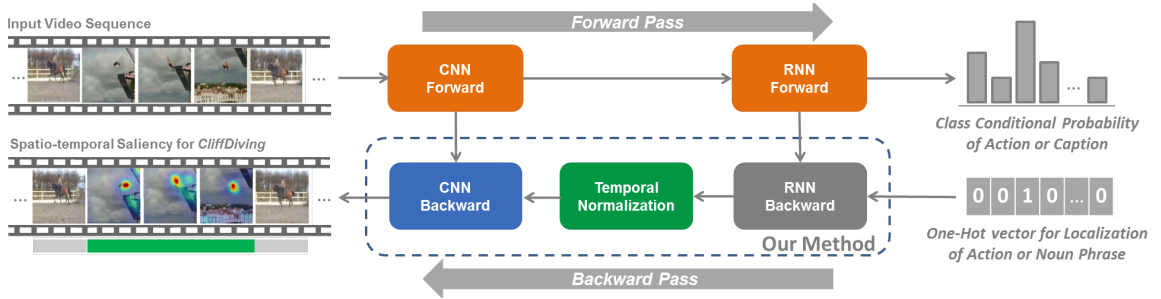 Forward Pass
Input Video Sequence
...
...
CNN
Forward
RNN
Forward
...
Class Conditional Probability
of Action or Caption
Spatio-temporal Saliency for CliffDiving
...
...
CNN
Backward
Temporal
Normalization
RNN
Backward
Our Method
0 0 1 0 ... 0
One-Hot vector for Localization
of Action or Noun Phrase
Backward Pass